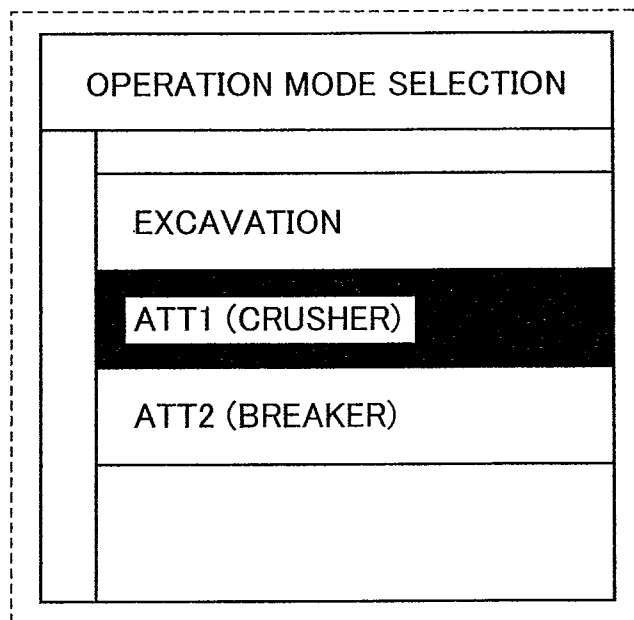 OPERATION MODE SELECTION
EXCAVATION
ATT1 (CRUSHER)
ATT2 (BREAKER)